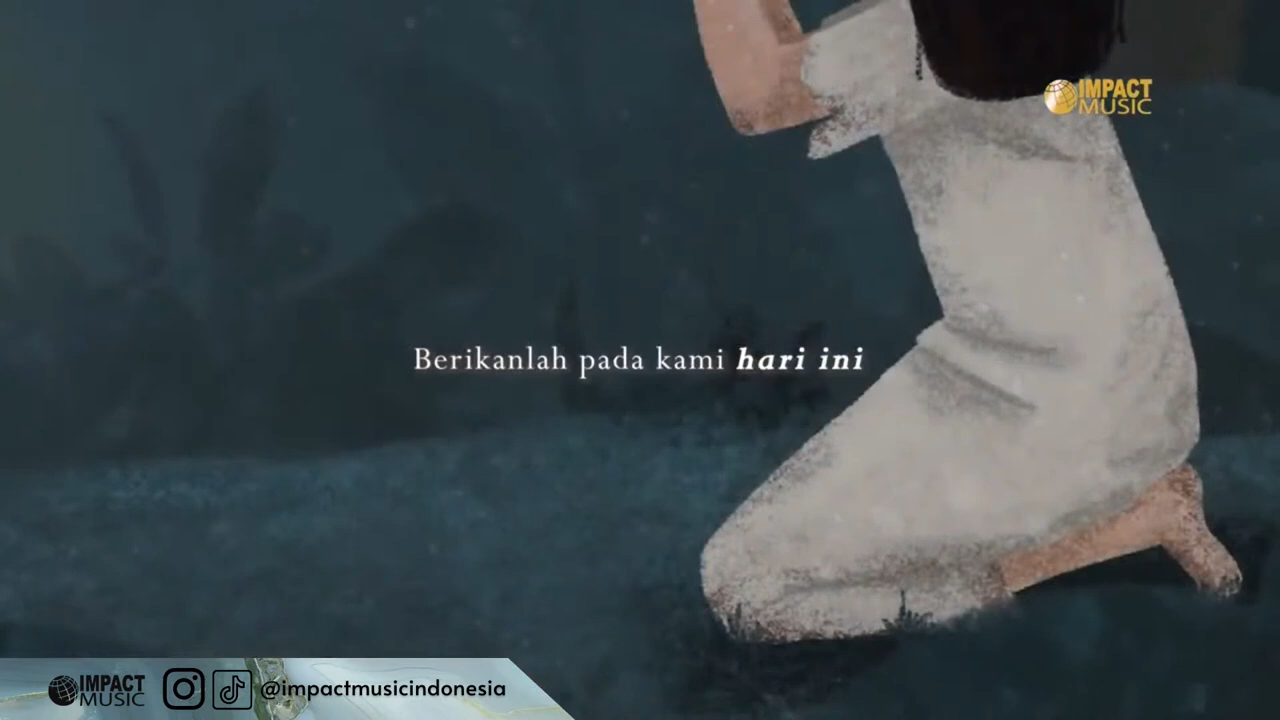 IMPACT
MUSIC
Berikanlah pada kami hari ini
IMPACT
MUSIC
@impactmusicindonesia